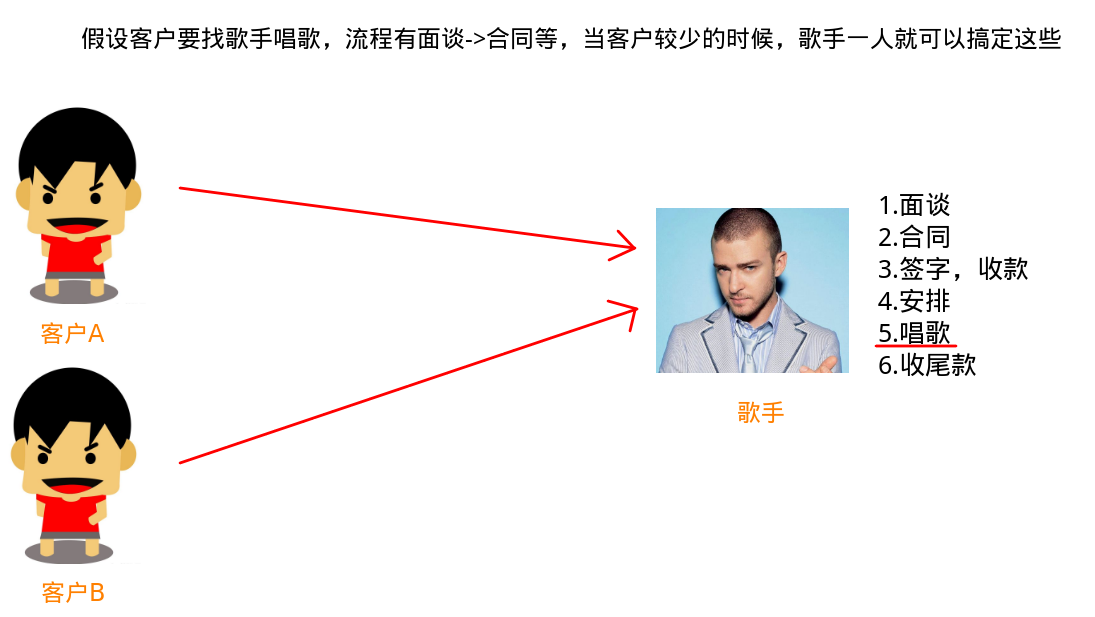 假设客户要找歌手唱歌，流程有面谈->合同等，当客户较少的时候，歌手一人就可以搞定这些
1.面谈
2.合同
3.签字，收款
4.安排
5.唱歌
6.收尾款
客户A
歌手
客户B